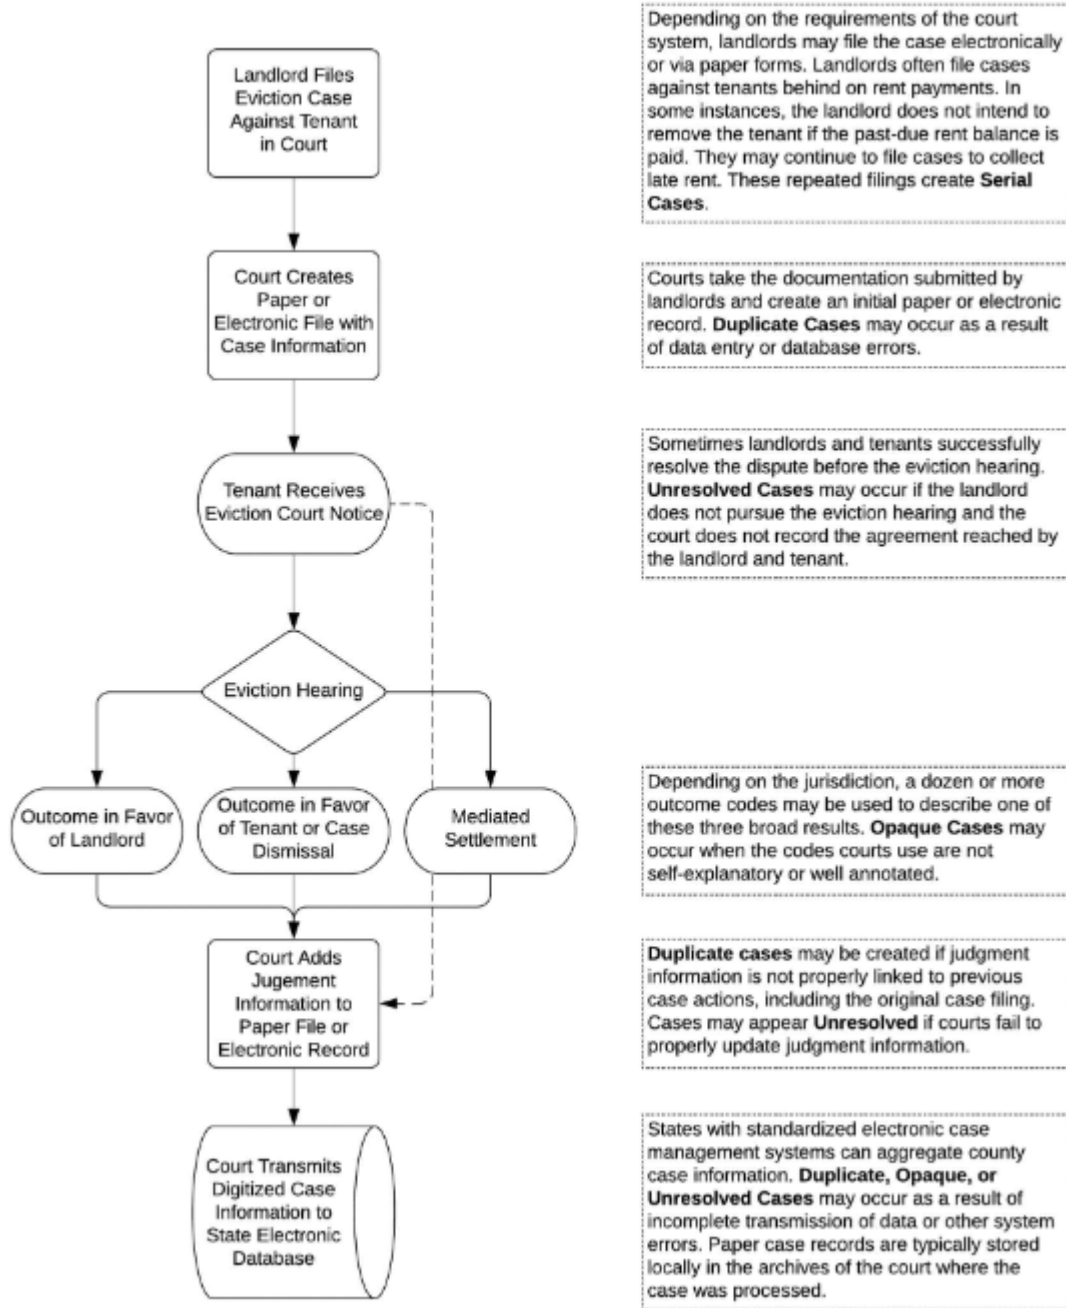 Landlord Files
Eviction Case
Against Tenant
in Court
Depending on the requirements of the court
system, landlords may file the case electronically
or via paper forms. Landlords often file cases
against tenants behind on rent payments. In
some instances, the landlord does not intend to
remove the tenant if the past-due rent balance is
paid. They may continue to file cases to collect
late rent. These repeated filings create Serial
Cases.
Court Creates
Paper or
Electronic File with
Case Information
Courts take the documentation submitted by
landlords and create an initial paper or electronic
record. Duplicate Cases may occur as a result
of data entry or database errors.
Tenant Receives
Eviction Court Notice
Sometimes landlords and tenants successfully
resolve the dispute before the eviction hearing.
Unresolved Cases may occur if the landlord
does not pursue the eviction hearing and the
court does not record the agreement reached by
the landlord and tenant.
Eviction Hearing
Outcome in Favor
of Landlord
Outcome in Favor
of Tenant or Case
Dismissal
Mediated
Settlement
Depending on the jurisdiction, a dozen or more
outcome codes may be used to describe one of
these three broad results. Opaque Cases may
occur when the codes courts use are not
self-explanatory or well annotated.
Court Adds
Jugement
Information to
Paper File or
Electronic Record
Duplicate cases may be created if judgment
information is not properly linked to previous
case actions, including the original case filing.
Cases may appear Unresolved if courts fail to
properly update judgment information.
Court Transmits
Digitized Case
Information to
State Electronic
Database
States with standardized electronic case
management systems can aggregate county
case information. Duplicate, Opaque, or
Unresolved Cases may occur as a result of
incomplete transmission of data or other system
errors. Paper case records are typically stored
locally in the archives of the court where the
case was processed.